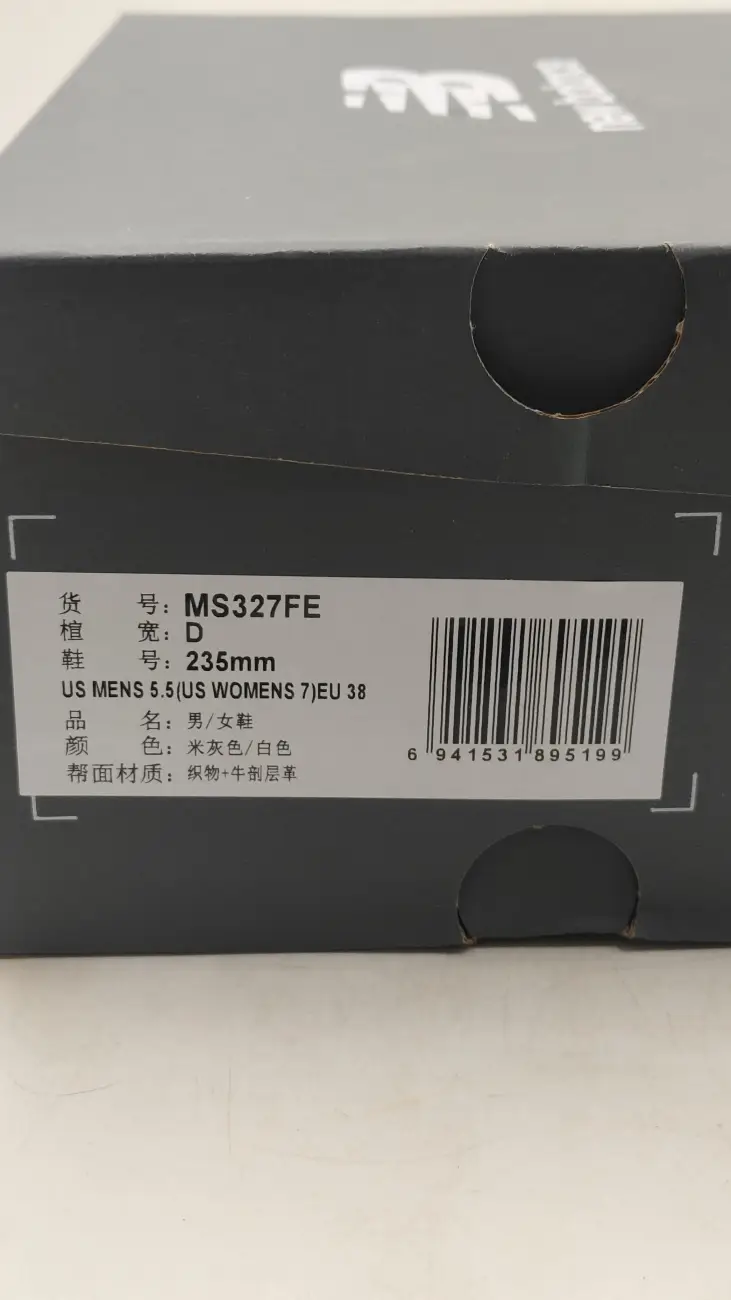 new balance
货 号：MS327FE
楦 宽：D
鞋 号：235mm
US MENS 5.5(US WOMENS 7)EU 38
品 名：男/女鞋
颜 色：米灰色/白色
帮面材质：织物+牛剖层革
6 941531 895199